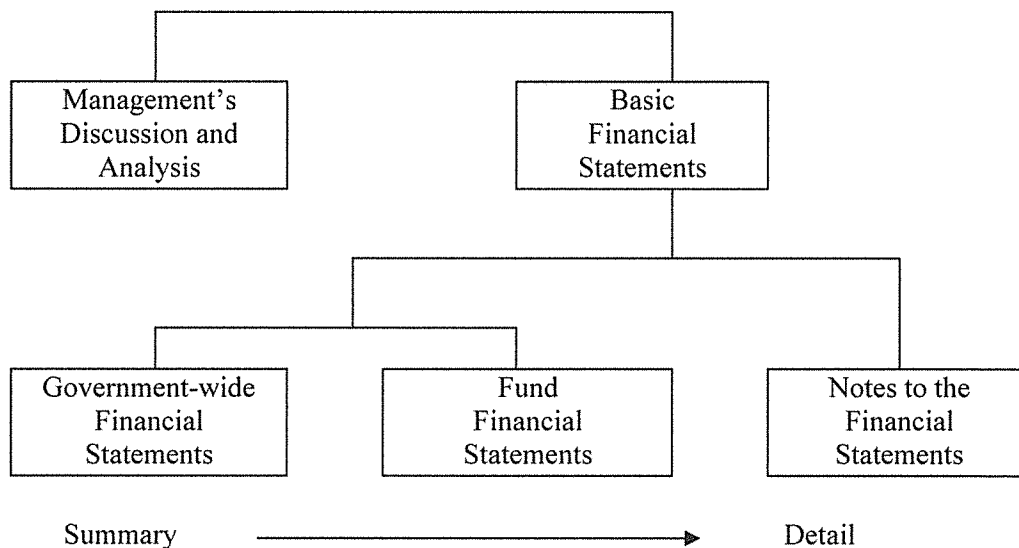 Management’s
Discussion and
Analysis
Basic
Financial
Statements
Government-wide
Financial
Statements
Fund
Financial
Statements
Notes to the
Financial
Statements
Summary
Detail